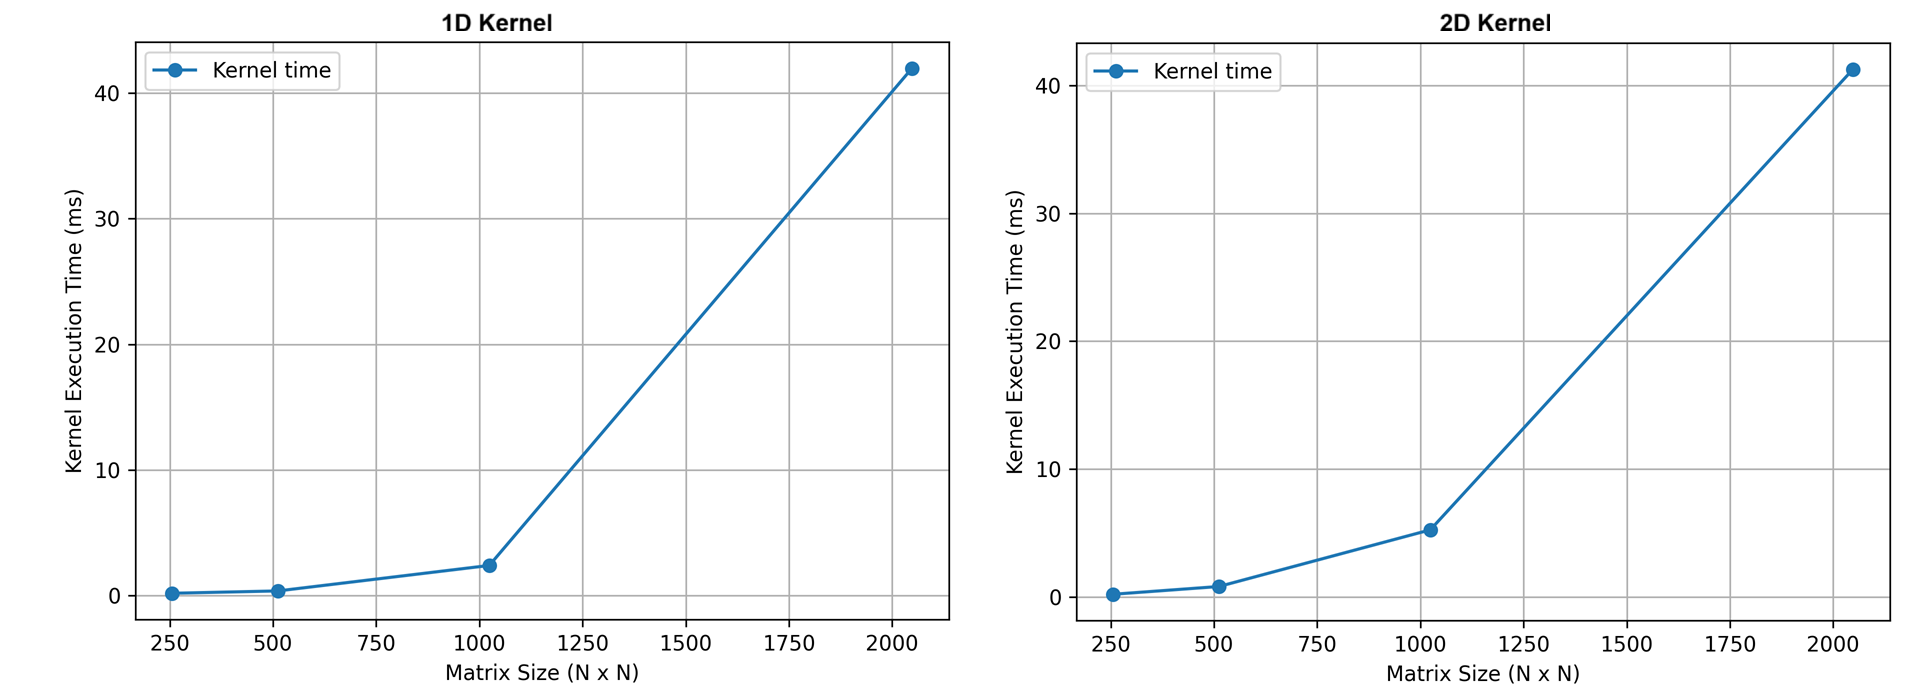 1D Kernel
Kernel time
Kernel Execution Time (ms)
40
30
20
10
0
250 500 750 1000 1250 1500 1750 2000
Matrix Size (N x N)
2D Kernel
Kernel time
Kernel Execution Time (ms)
40
30
20
10
0
250 500 750 1000 1250 1500 1750 2000
Matrix Size (N x N)